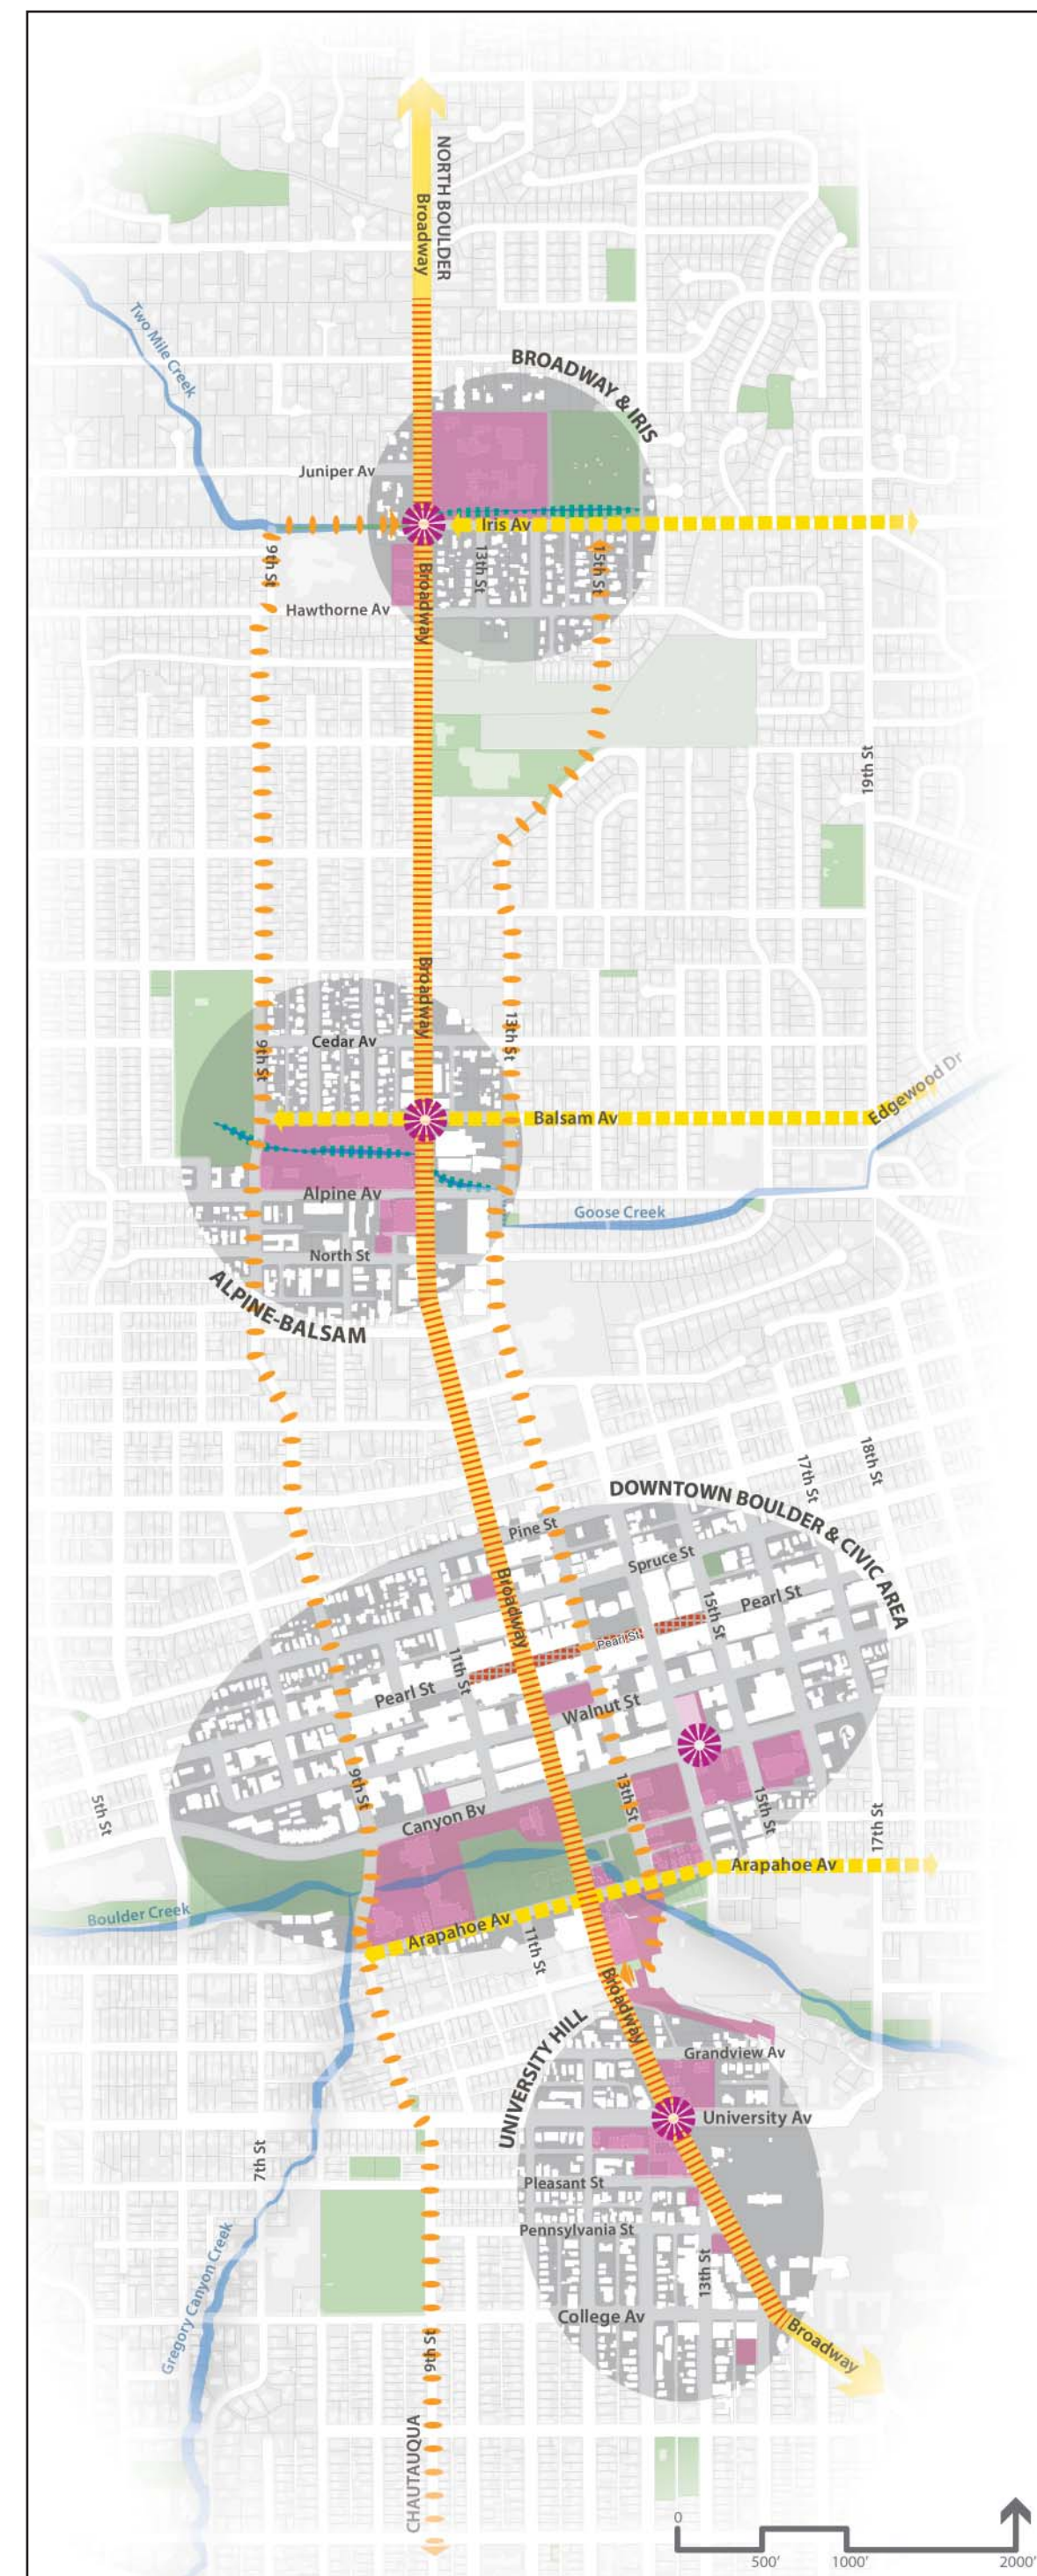 NORTH BOULDER
Broadway
Two Mile Creek
BROADWAY & IRIS
Juniper Av
Iris Av
9th St
13th St
15th St
Broadway
Hawthorne Av
19th St
Broadway
13th St
Cedar Av
9th St
Edgewood Dr
Balsam Av
Alpine Av
Goose Creek
North St
ALPINE-BALSAM
18th St
17th St
DOWNTOWN BOULDER & CIVIC AREA
Pine St
Spruce St
Broadway
15th St
Pearl St
Pearl St
11th St
Pearl St
Walnut St
9th St
13th St
15th St
5th St
Canyon Bv
17th St
Arapahoe Av
Boulder Creek
Arapahoe Av
11th St
Broadway
UNIVERSITY HILL
Grandview Av
University Av
7th St
Pleasant St
Pennsylvania St
13th St
Gregory Canyon Creek
College Av
Broadway
9th St
CHAUTAUQUA
0
500' 1000' 2000'